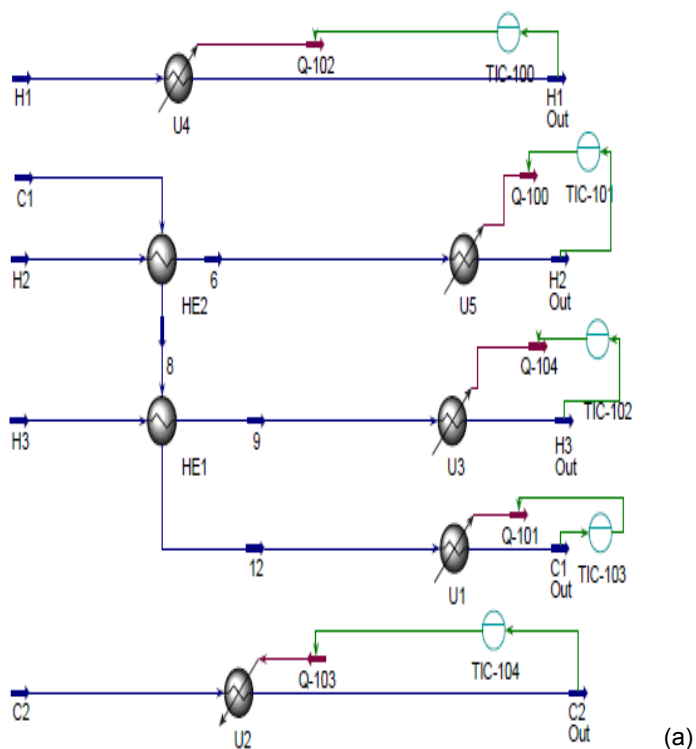 Q-102
TIC-100
H1
U4
H1
Out
C1
Q-100
TIC-101
H2
HE2
6
U5
H2
Out
8
Q-104
TIC-102
H3
HE1
9
U3
H3
Out
Q-101
12
U1
C1
Out
TIC-103
TIC-104
Q-103
C2
U2
C2
Out
(a)